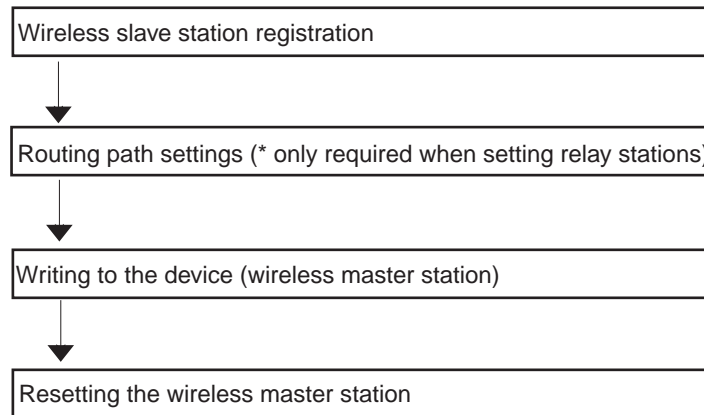 Wireless slave station registration
Routing path settings (* only required when setting relay stations)
Writing to the device (wireless master station)
Resetting the wireless master station